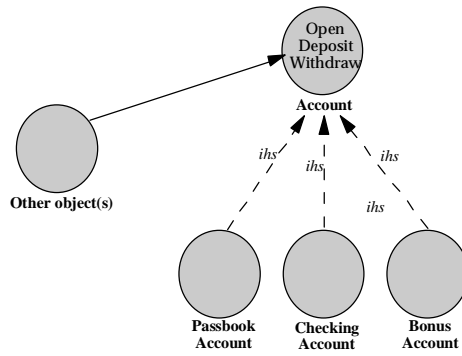 Open
Deposit
Withdraw
Account
Other object(s)
ihs
ihs
ihs
ihs
Passbook
Account
Checking
Account
Bonus
Account